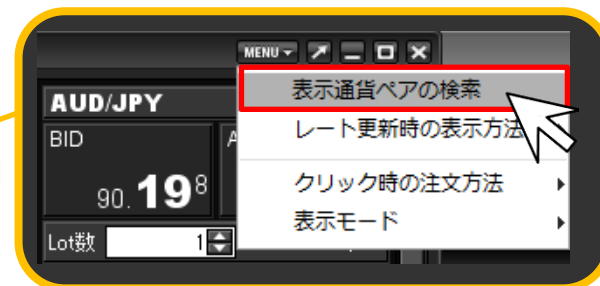 MENU
AUD/JPY
表示通貨ペアの検索
BID
A
レート更新時の表示方法
90.198
クリック時の注文方法
表示モード
Lot数 1